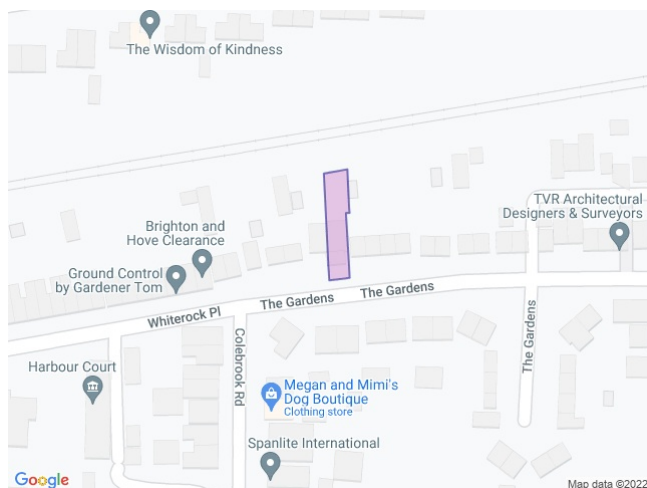 The Wisdom of Kindness
TVR Architectural
Designers & Surveyors
Brighton and
Hove Clearance
Ground Control
by Gardener Tom
The Gardens
The Gardens
Whiterock Pl
The Gardens
Colebrook Rd
Harbour Court
Megan and Mimi's
Dog Boutique
Clothing store
Spanlite International
Google
Map data ©2022